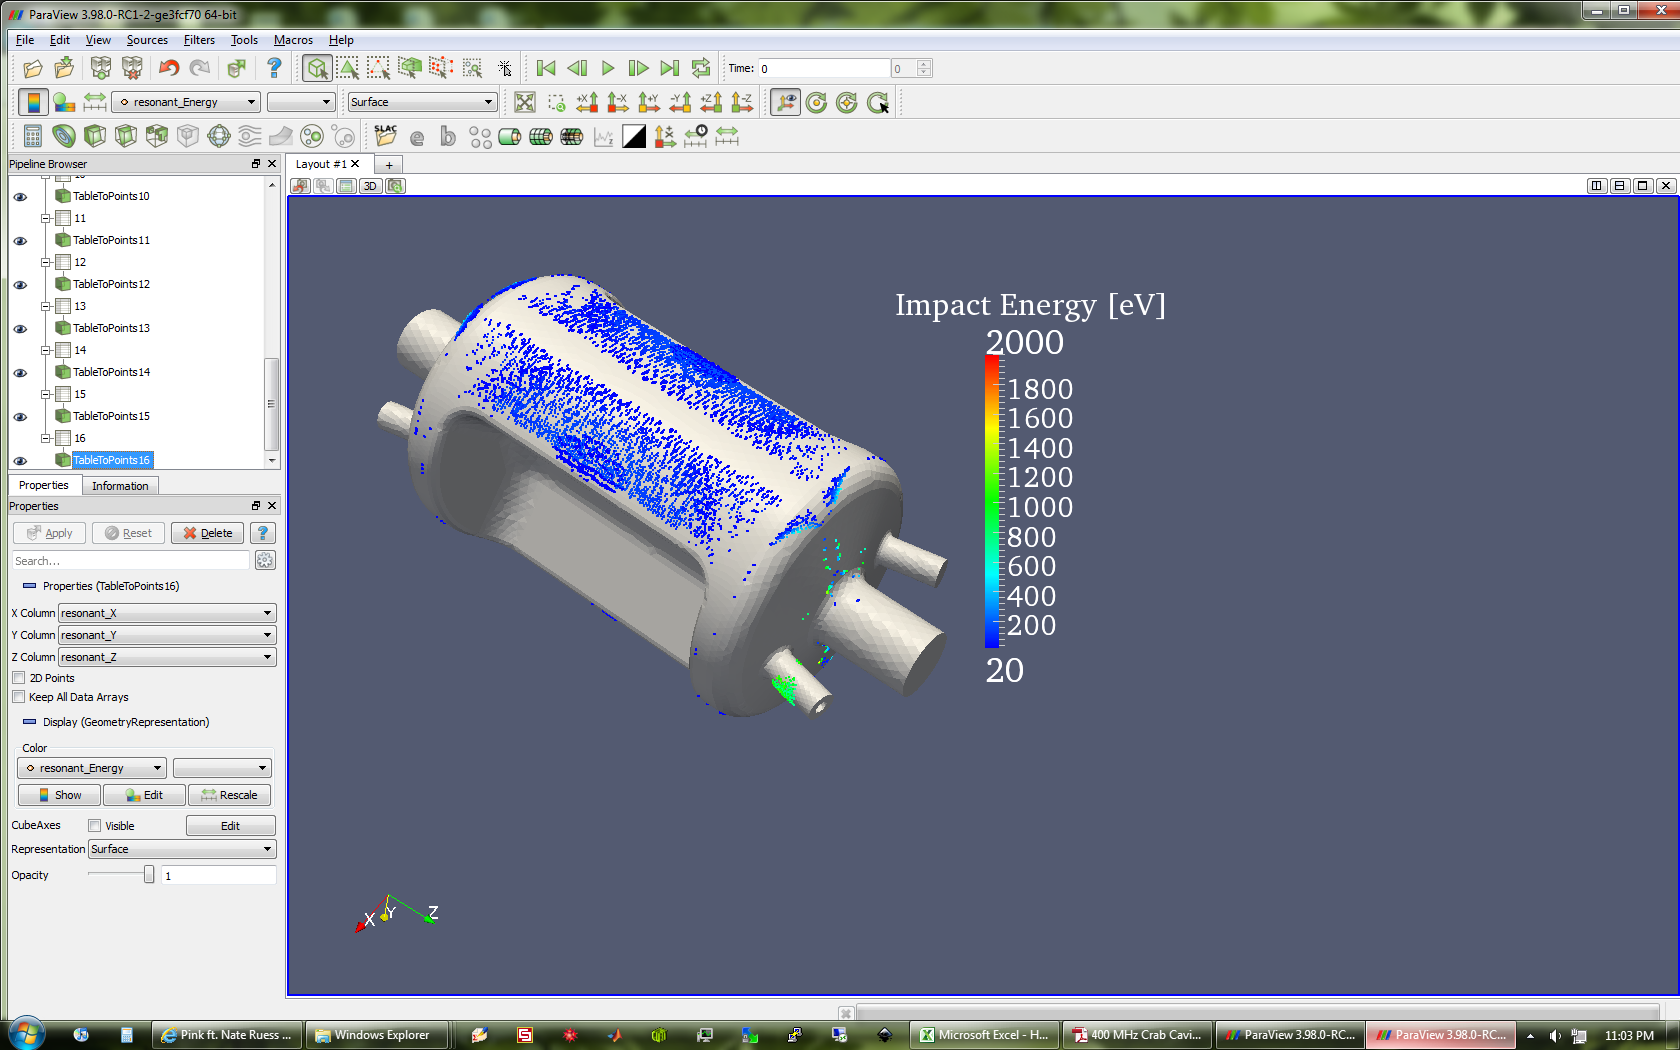 ParaView 3.98.0-RC1-2-ge3fcf70 64-bit
File Edit View Sources Filters Tools Macros Help
Time: 0 0
resonant_Energy Surface +X -X +Y -Y +Z -Z
SLAC
Pipeline Browser
Layout #1
3D
TableToPoints10
11
TableToPoints11
12
TableToPoints12
13
TableToPoints13
14
TableToPoints14
15
TableToPoints15
16
TableToPoints16
Properties Information
Properties
Apply Reset Delete ?
Search...
Properties (TableToPoints16)
X Column resonant_X
Y Column resonant_Y
Z Column resonant_Z
2D Points
Keep All Data Arrays
Display (GeometryRepresentation)
Color
resonant_Energy
Show Edit Rescale
CubeAxes Visible Edit
Representation Surface
Opacity 1
Impact Energy [eV]
2000
1800
1600
1400
1200
1000
800
600
400
200
20
X Y Z
Pink ft. Nate Ruess ... Windows Explorer Microsoft Excel - H... 400 MHz Crab Cavi... ParaView 3.98.0-RC... ParaView 3.98.0-RC... 11:03 PM